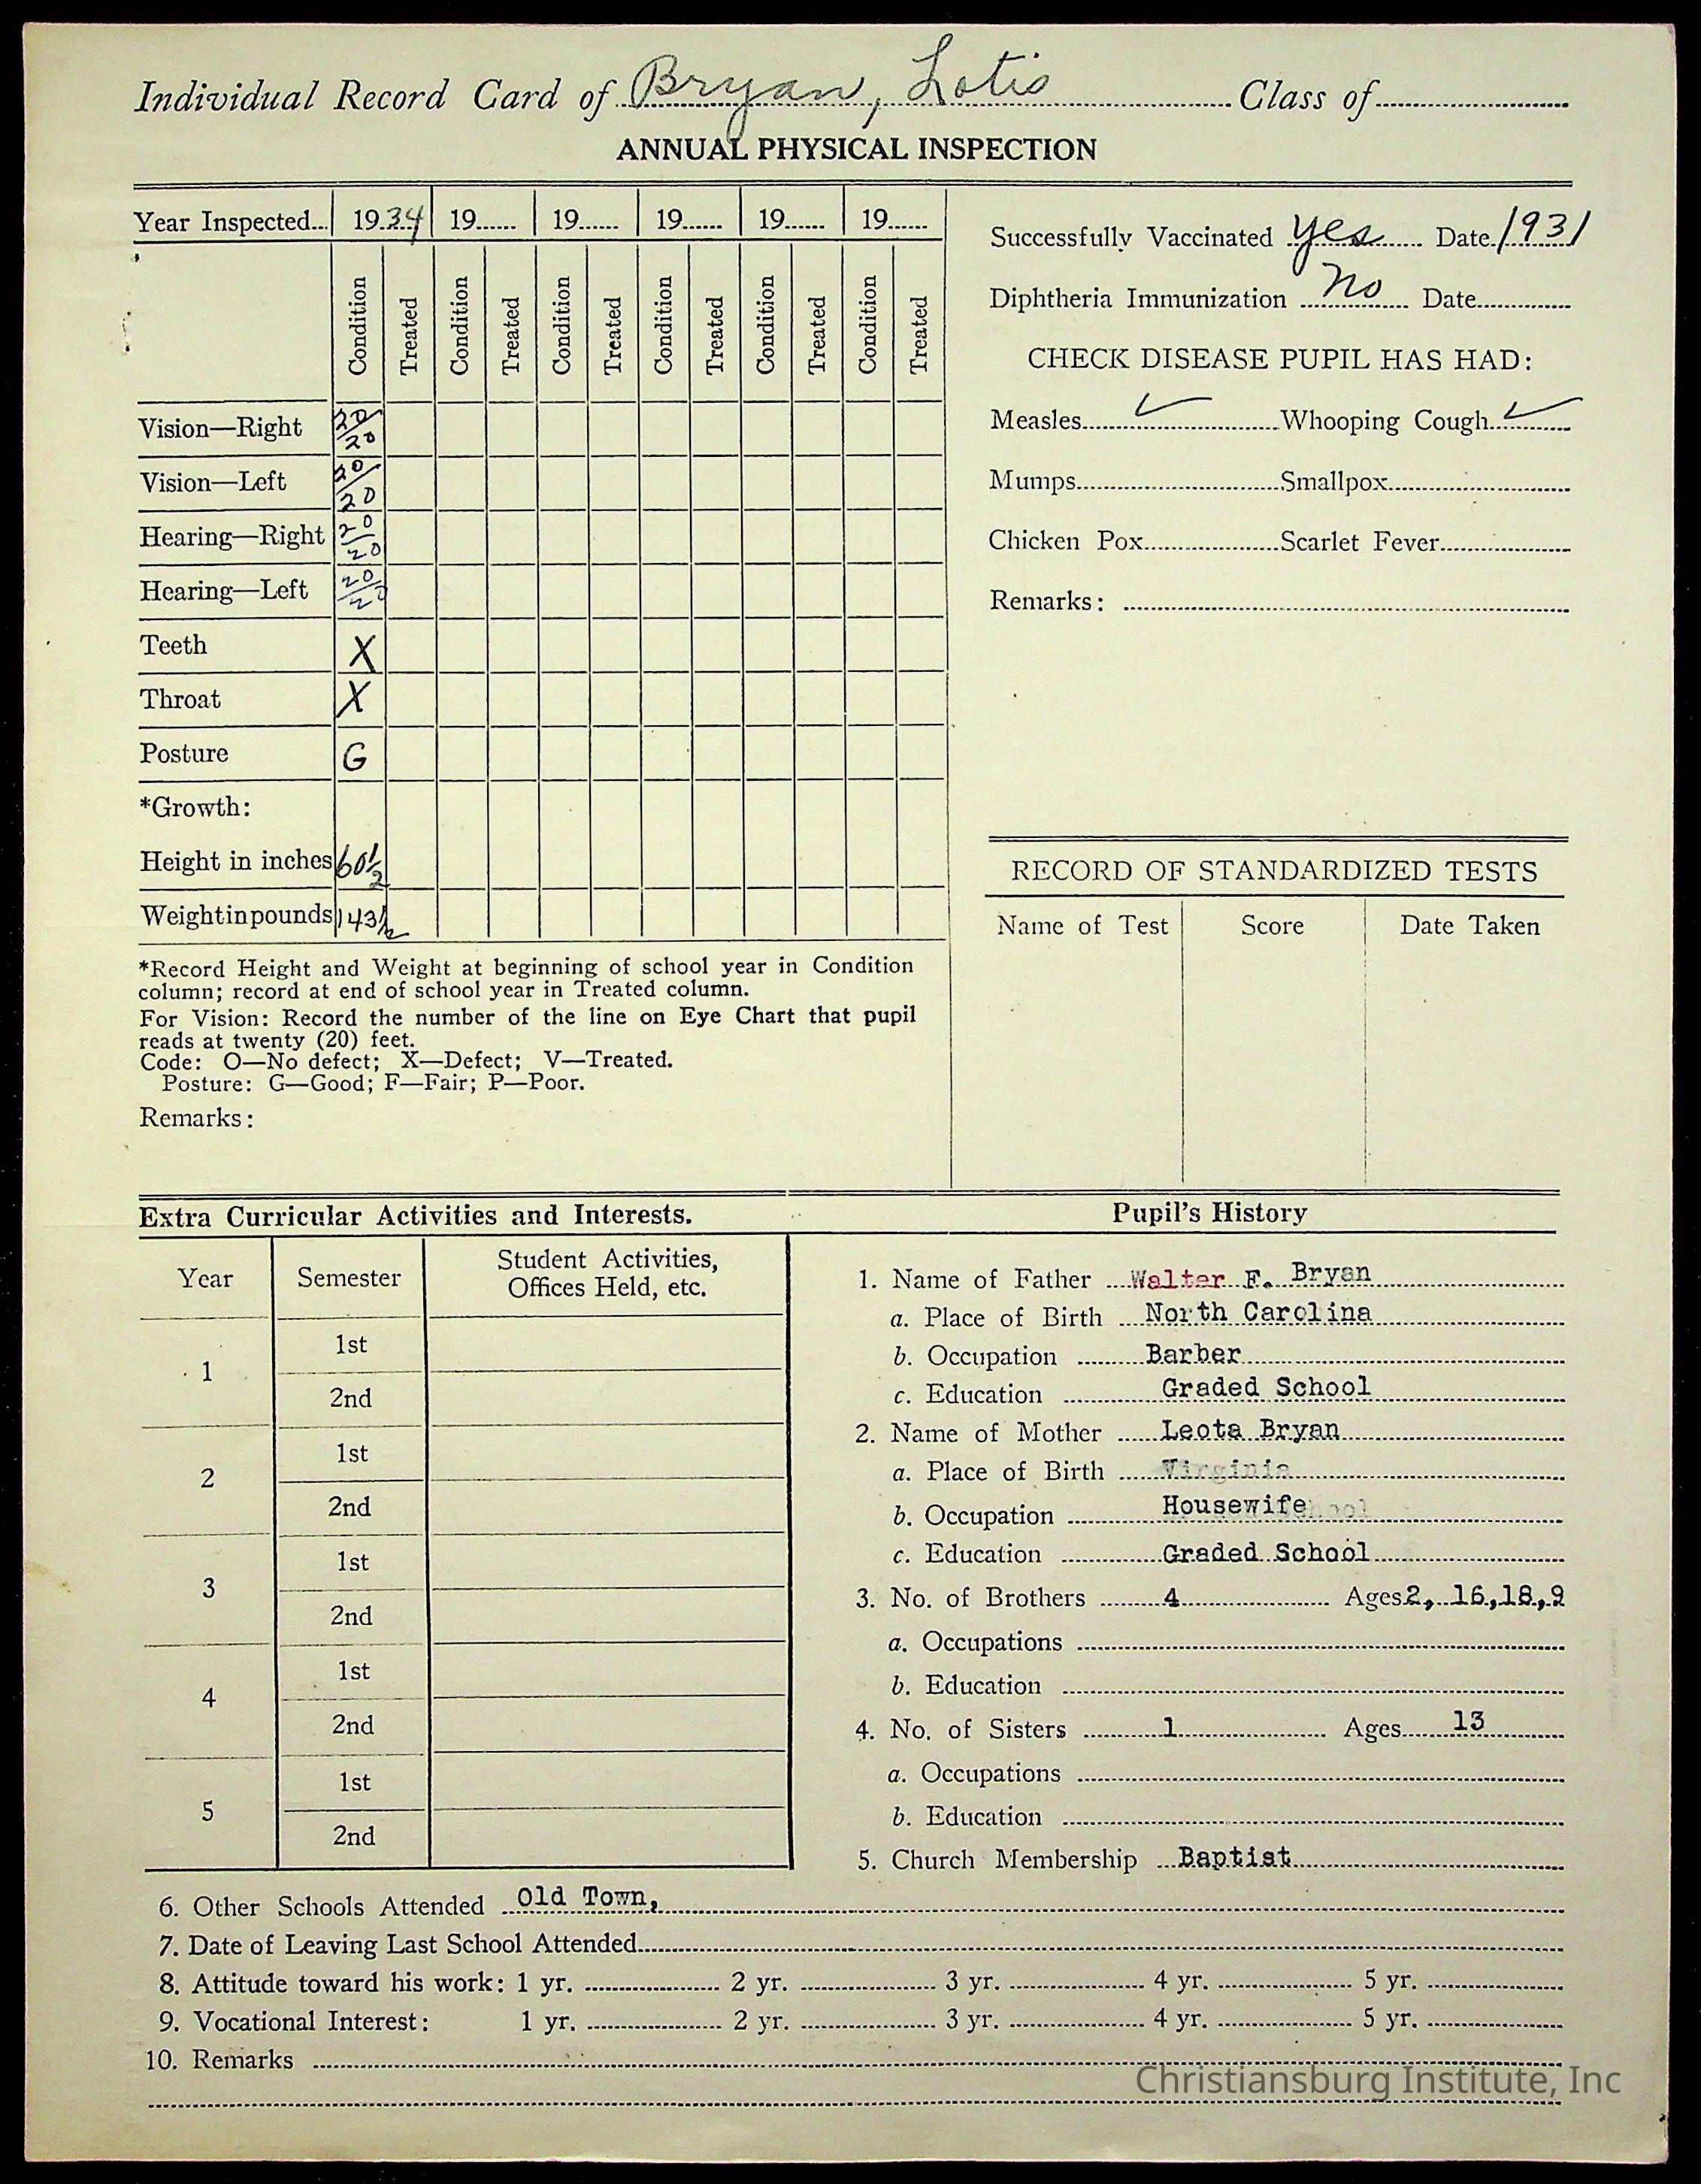 Individual Record Card of Bryan, Lotis Class of
ANNUAL PHYSICAL INSPECTION
Year Inspected 1934 19 19 19 19 19
Condition Treated Condition Treated Condition Treated Condition Treated Condition Treated Condition Treated
Vision—Right 20/20
Vision—Left 20/20
Hearing—Right 20/20
Hearing—Left 20/20
Teeth X
Throat X
Posture G
*Growth:
Height in inches 60½
Weight in pounds 143½
*Record Height and Weight at beginning of school year in Condition
column; record at end of school year in Treated column.
For Vision: Record the number of the line on Eye Chart that pupil
reads at twenty (20) feet.
Code: O—No defect; X—Defect; V—Treated.
Posture: G—Good; F—Fair; P—Poor.
Remarks:
Successfully Vaccinated Yes Date 1931
Diphtheria Immunization No Date
CHECK DISEASE PUPIL HAS HAD:
Measles ✓ Whooping Cough ✓
Mumps Smallpox
Chicken Pox Scarlet Fever
Remarks:
RECORD OF STANDARDIZED TESTS
Name of Test Score Date Taken
Extra Curricular Activities and Interests.
Year Semester Student Activities,
Offices Held, etc.
1 1st
2nd
2 1st
2nd
3 1st
2nd
4 1st
2nd
5 1st
2nd
Pupil's History
1. Name of Father Walter F. Bryan
a. Place of Birth North Carolina
b. Occupation Barber
c. Education Graded School
2. Name of Mother Leota Bryan
a. Place of Birth Virginia
b. Occupation Housewife
c. Education Graded School
3. No. of Brothers 4 Ages 2, 16,18,9
a. Occupations
b. Education
4. No. of Sisters 1 Ages 13
a. Occupations
b. Education
5. Church Membership Baptist
6. Other Schools Attended Old Town,
7. Date of Leaving Last School Attended
8. Attitude toward his work: 1 yr. 2 yr. 3 yr. 4 yr. 5 yr.
9. Vocational Interest: 1 yr. 2 yr. 3 yr. 4 yr. 5 yr.
10. Remarks
Christiansburg Institute, Inc